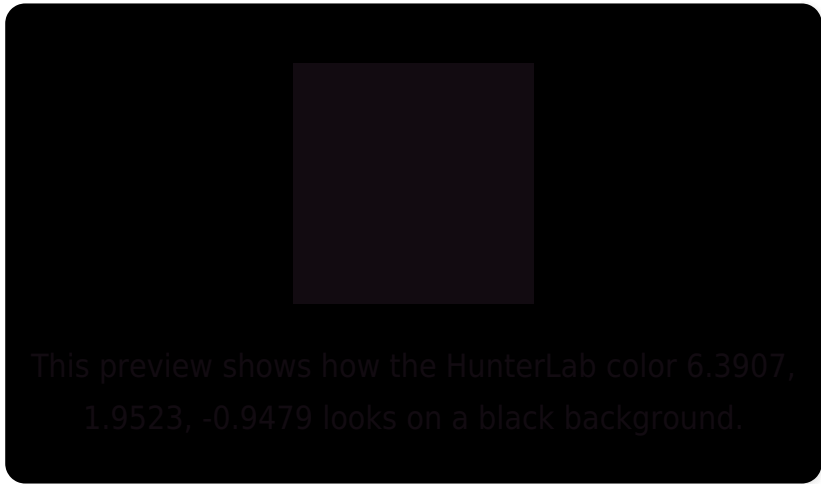 This preview shows how the HunterLab color 6.3907,
1.9523, -0.9479 looks on a black background.